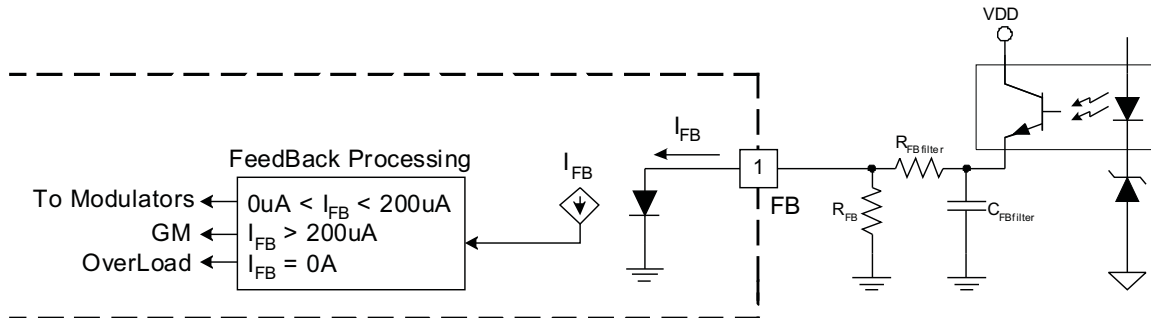 VDD
I_FB
R_FBfilter
FeedBack Processing
I_FB
1
FB
R_FB
C_FBfilter
To Modulators
0uA < I_FB < 200uA
GM
I_FB > 200uA
OverLoad
I_FB = 0A